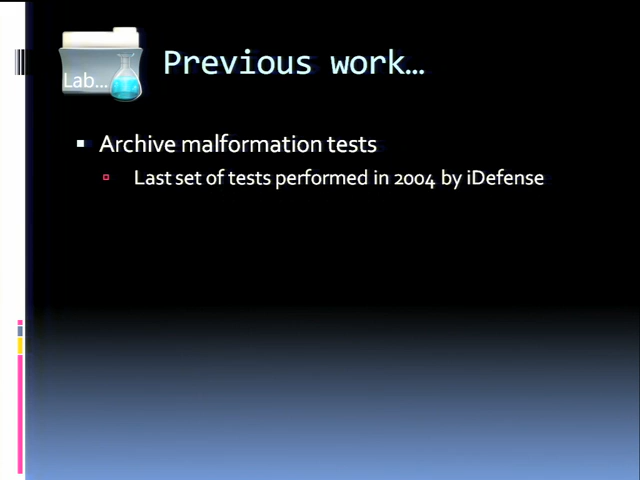 Lab...
Previous work...
Archive malformation tests
Last set of tests performed in 2004 by iDefense